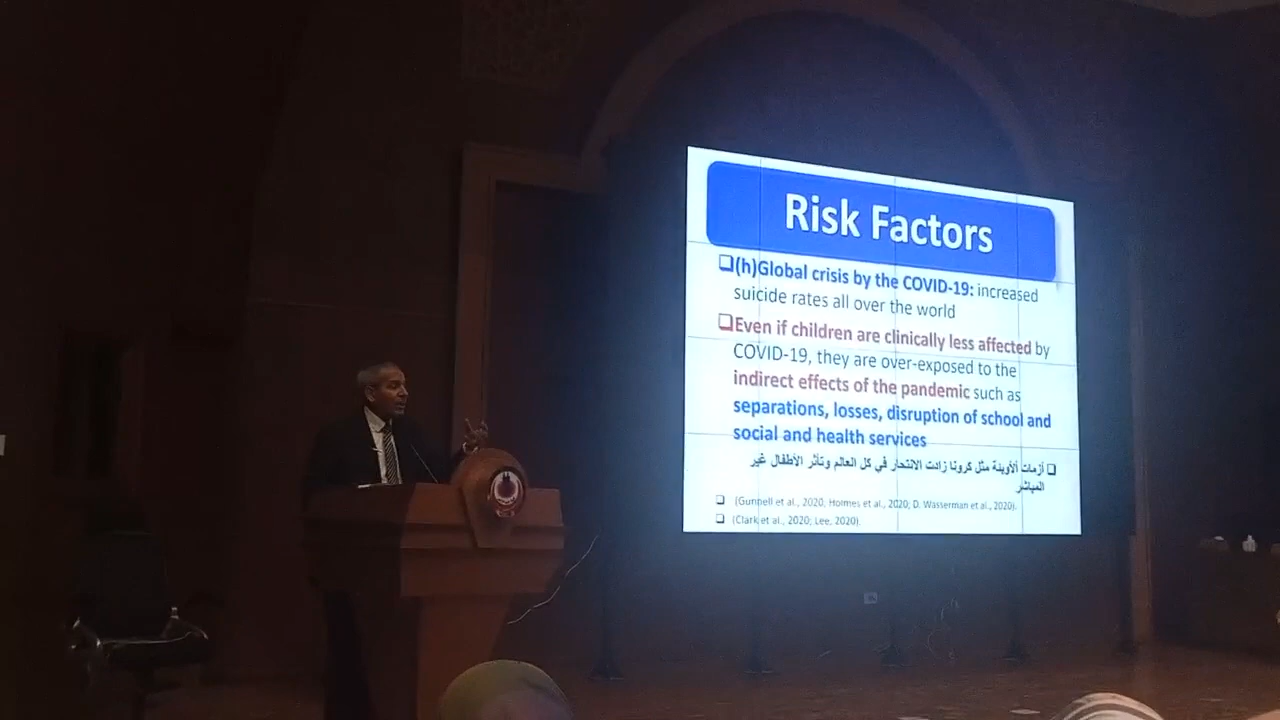 Risk Factors
❑(h)Global crisis by the COVID-19: increased
suicide rates all over the world
❑Even if children are clinically less affected by
COVID-19, they are over-exposed to the
indirect effects of the pandemic such as
separations, losses, disruption of school and
social and health services
❑ أزمات الأوبئة مثل كرونا زادت الانتحار في كل العالم وتأثر الأطفال غير
المباشر
❑ (Gunnell et al., 2020, Holmes et al., 2020; D. Wasserman et al., 2020).
❑ (Clark et al., 2020; Lee, 2020).